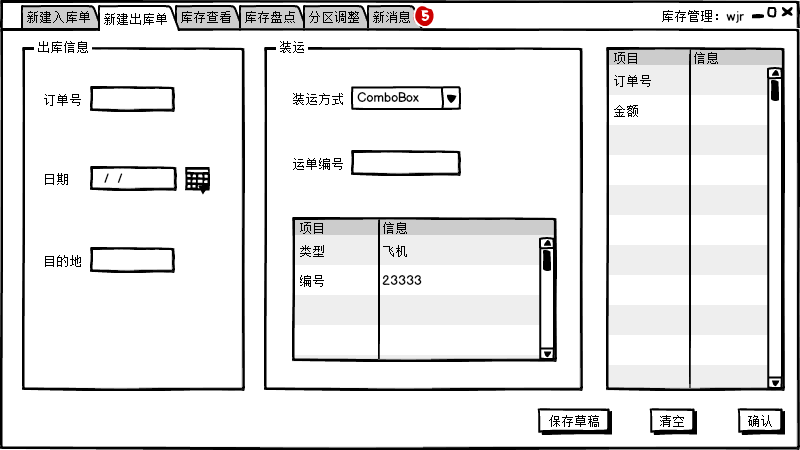 新建入库单 新建出库单 库存查看 库存盘点 分区调整 新消息 5 库存管理：wjr
出库信息 装运
项目 信息
订单号
装运方式 ComboBox
订单号
金额
运单编号
日期 / /
项目 信息
类型 飞机
目的地
编号 23333
保存草稿 清空 确认